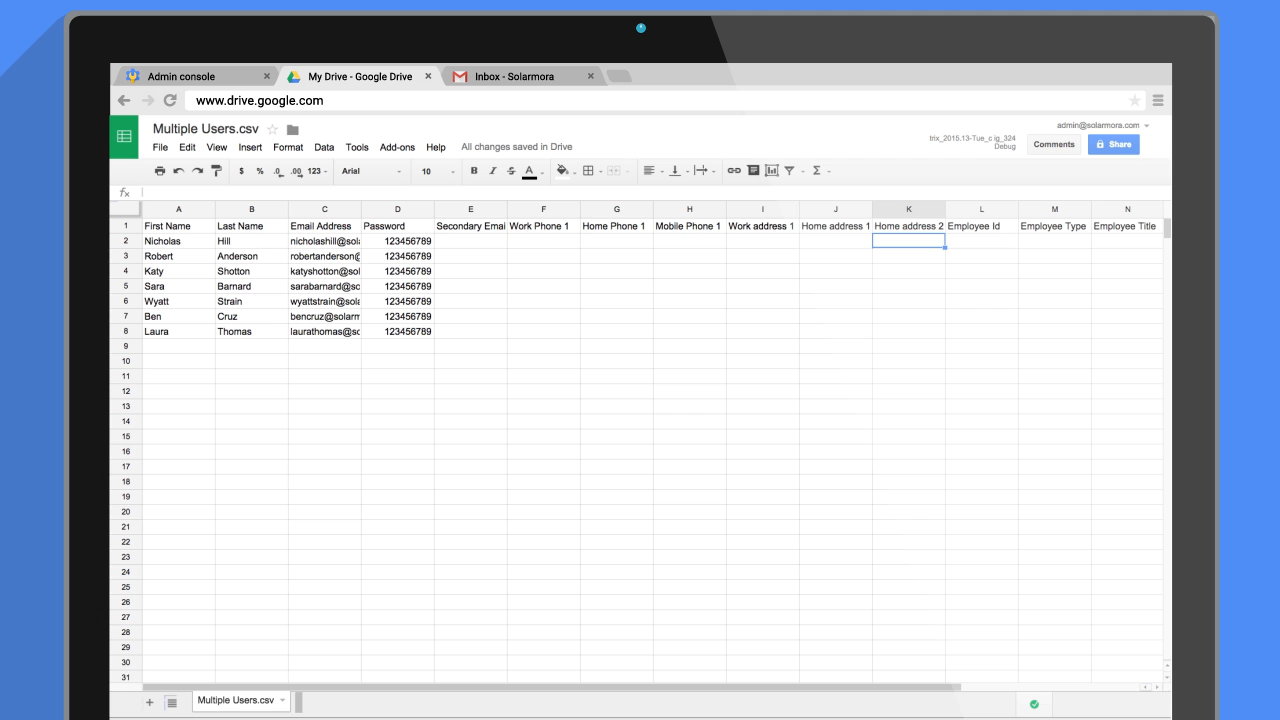 Admin console
My Drive - Google Drive
Inbox - Solarmora
www.drive.google.com
Multiple Users.csv
admin@solarmora.com
File Edit View Insert Format Data Tools Add-ons Help All changes saved in Drive
trix_2015.13-Tue_c ig_324
Debug
Comments
Share
$ % .0 .00 123 Arial 10 B I S A Σ
fx
A B C D E F G H I J K L M N
1 First Name Last Name Email Address Password Secondary Emai Work Phone 1 Home Phone 1 Mobile Phone 1 Work address 1 Home address 1 Home address 2 Employee Id Employee Type Employee Title
2 Nicholas Hill nicholashill@sola 123456789
3 Robert Anderson robertanderson@ 123456789
4 Katy Shotton katyshotton@sol 123456789
5 Sara Barnard sarabarnard@so 123456789
6 Wyatt Strain wyattstrain@sola 123456789
7 Ben Cruz bencruz@solarm 123456789
8 Laura Thomas laurathomas@so 123456789
9
10
11
12
13
14
15
16
17
18
19
20
21
22
23
24
25
26
27
28
29
30
31
Multiple Users.csv